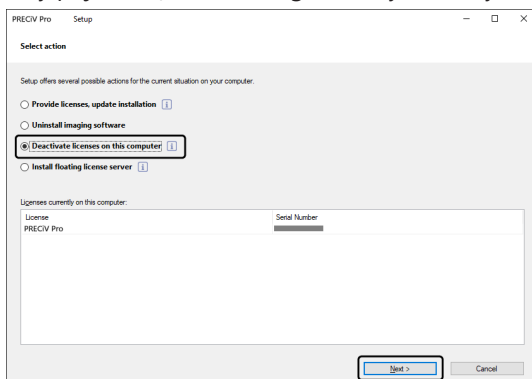 PRECiV Pro Setup
Select action
Setup offers several possible actions for the current situation on your computer.
Provide licenses, update installation i
Uninstall imaging software
Deactivate licenses on this computer i
Install floating license server i
Licenses currently on this computer:
License Serial Number
PRECiV Pro
Next > Cancel